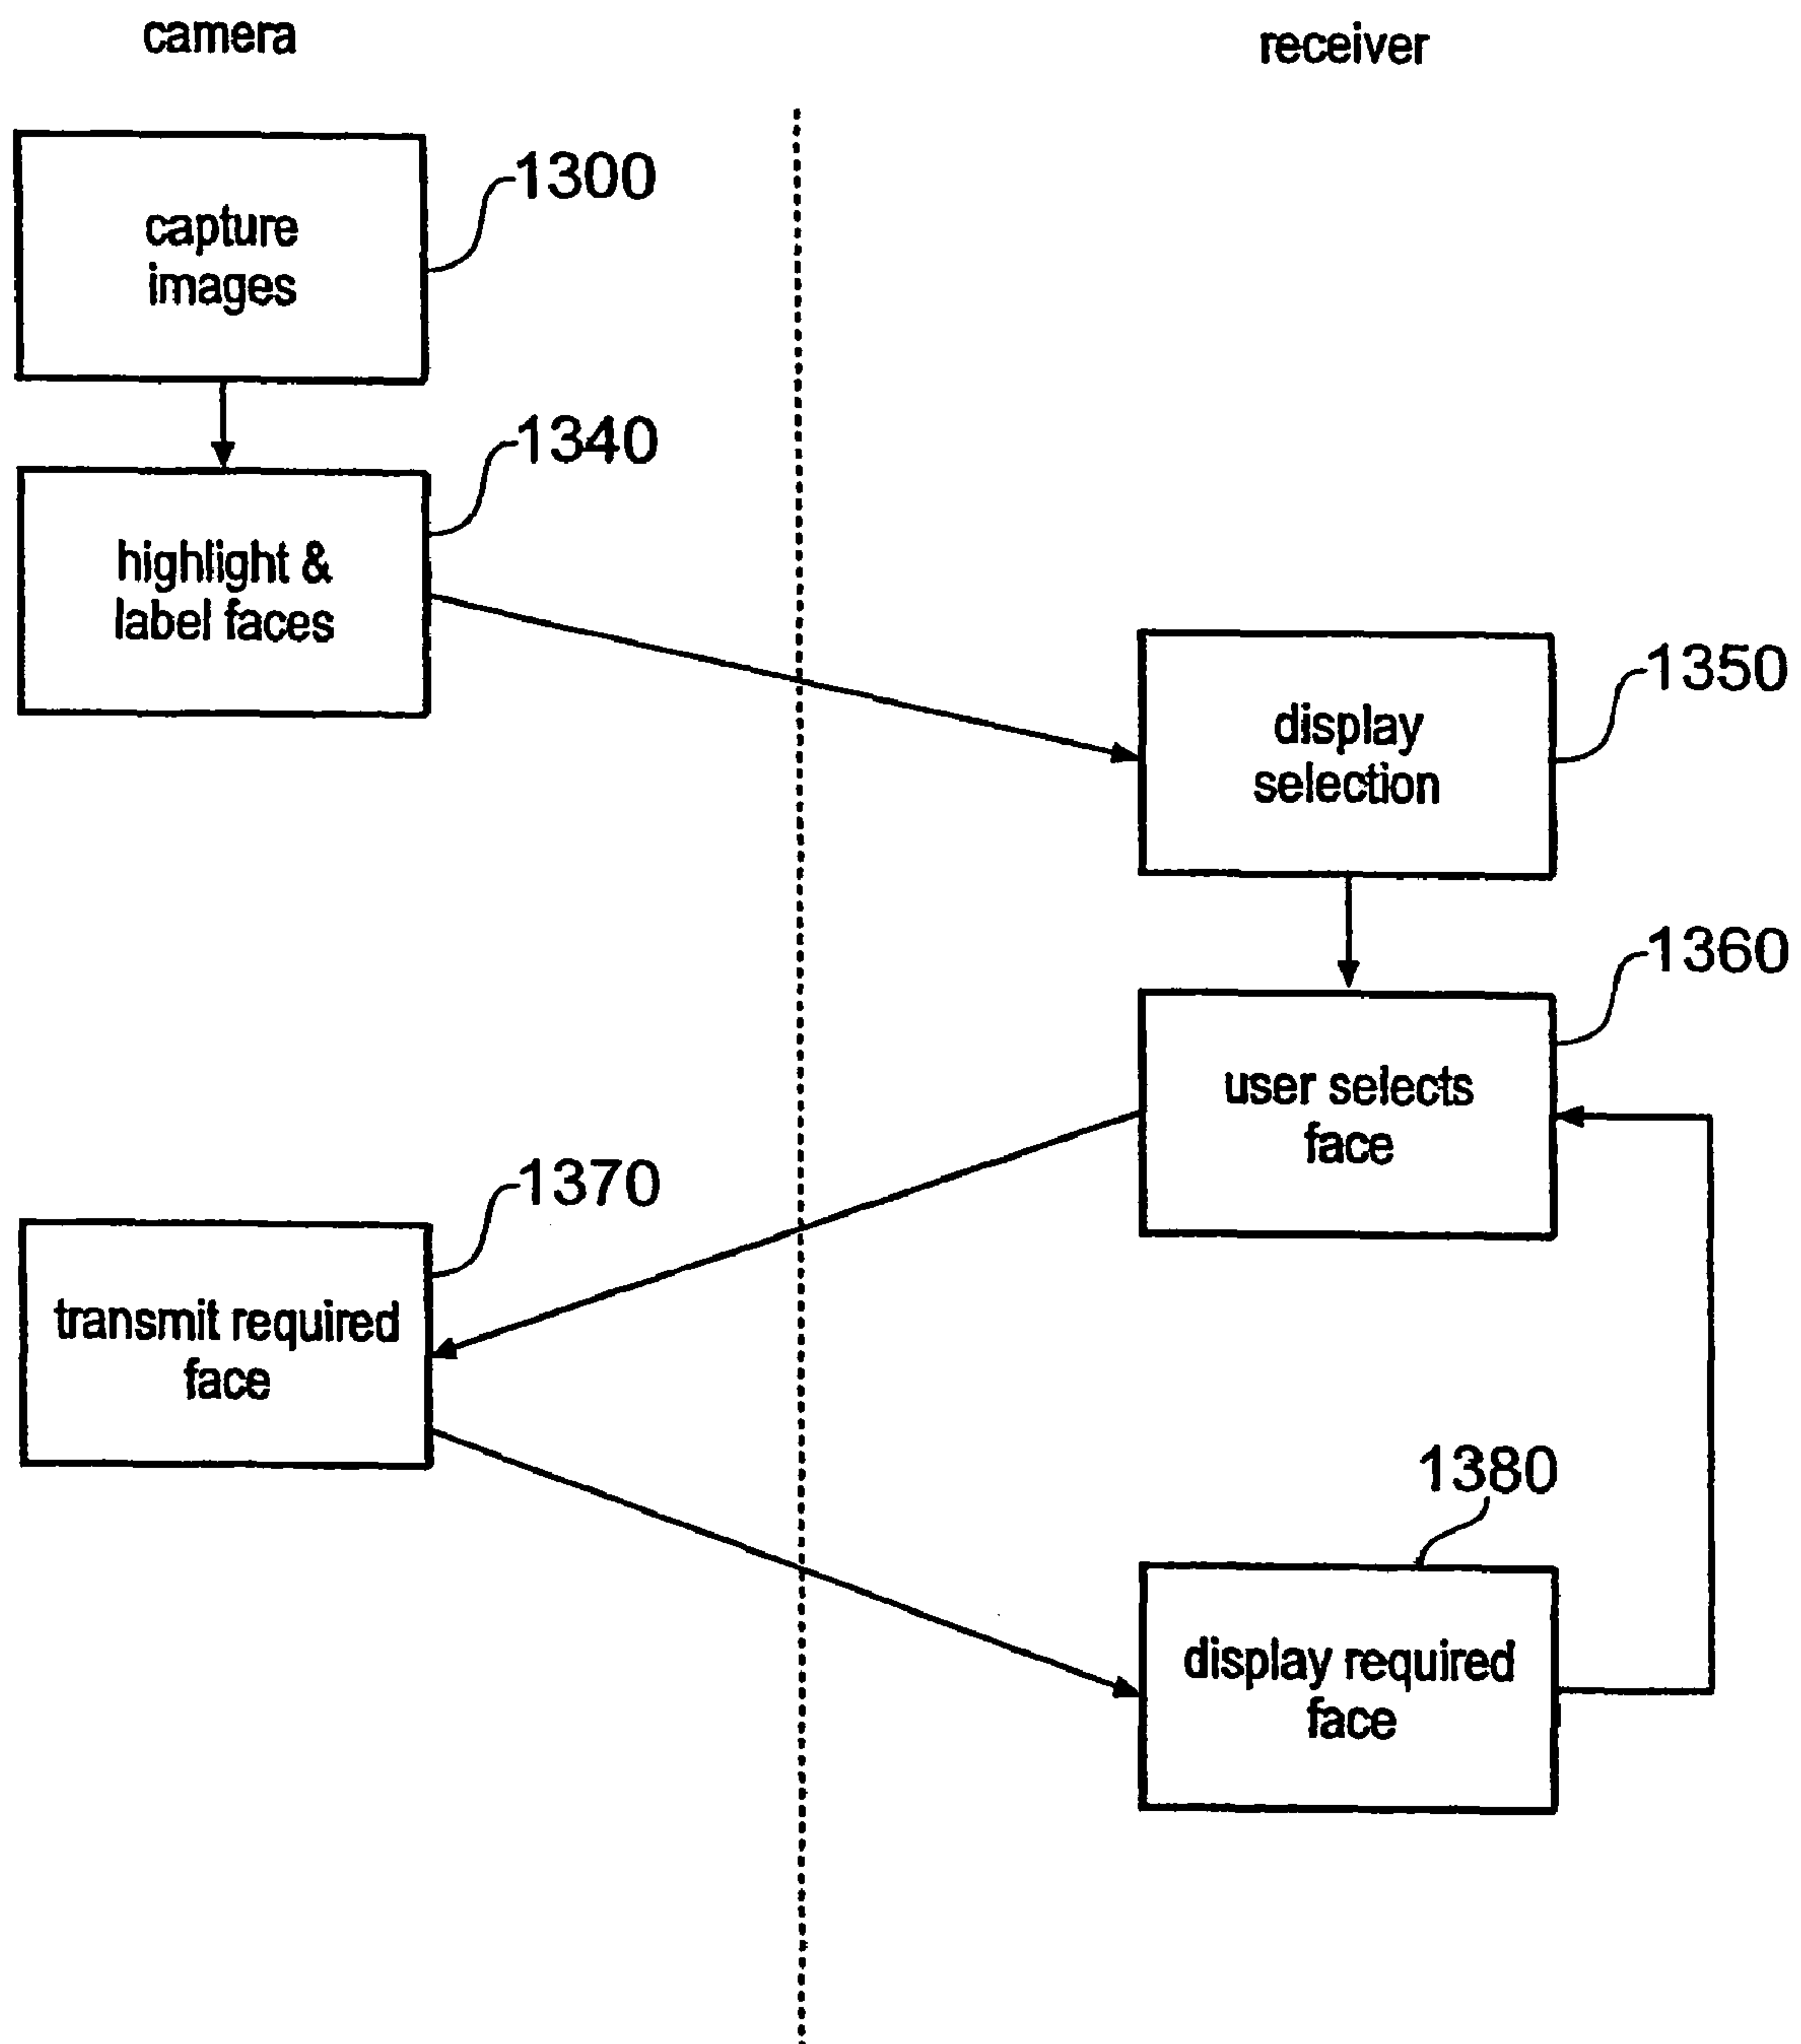 camera
receiver
1300
capture
images
1340
highlight &
label faces
1350
display
selection
1360
user selects
face
1370
transmit required
face
1380
display required
face